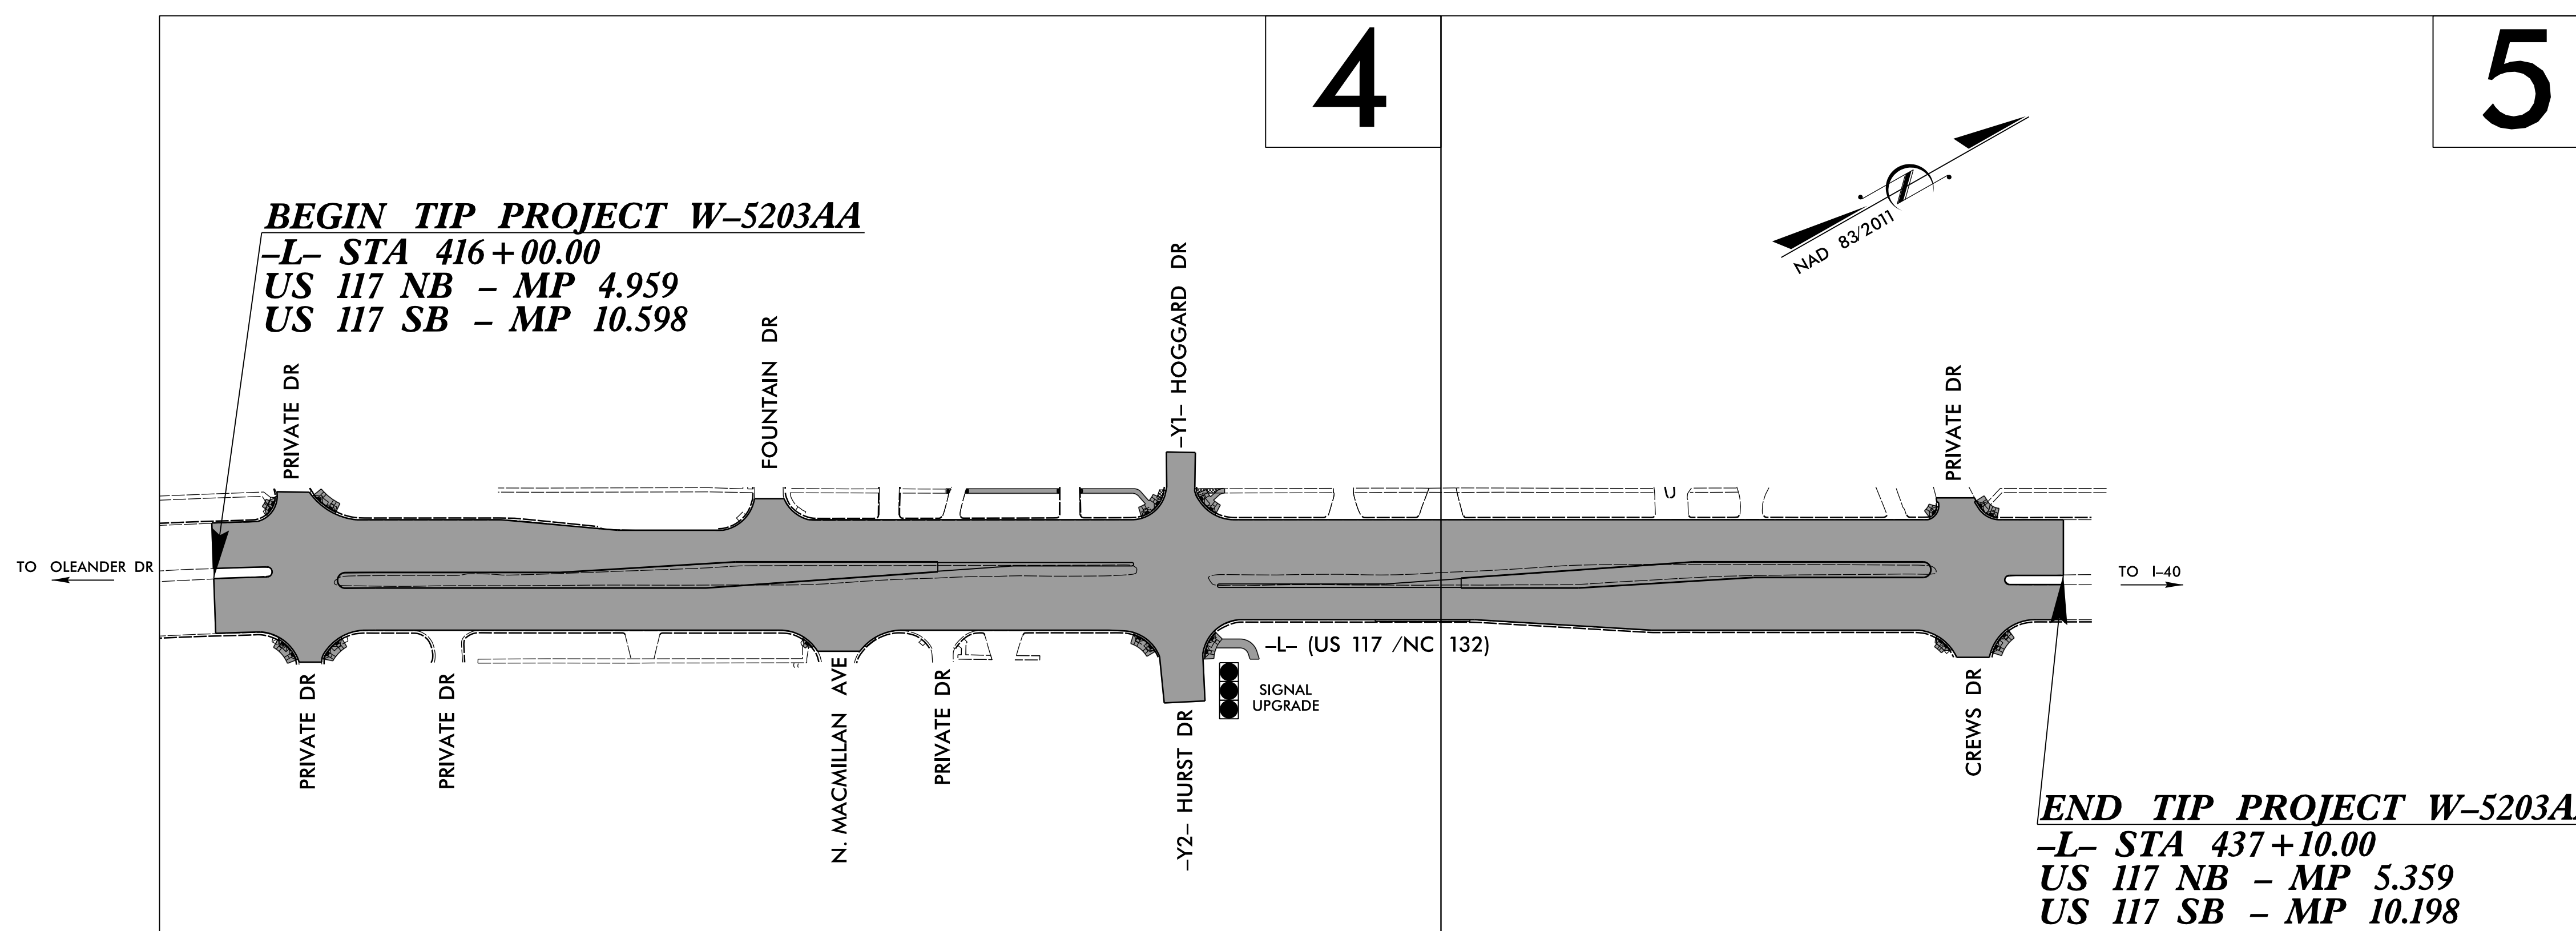 4
5
BEGIN TIP PROJECT W-5203AA
-L- STA 416+00.00
US 117 NB - MP 4.959
US 117 SB - MP 10.598
NAD 83/2011
PRIVATE DR
FOUNTAIN DR
-Y1- HOGGARD DR
PRIVATE DR
U
TO OLEANDER DR
TO I-40
-L- (US 117 /NC 132)
SIGNAL
UPGRADE
PRIVATE DR
PRIVATE DR
N. MACMILLAN AVE
PRIVATE DR
-Y2- HURST DR
CREWS DR
END TIP PROJECT W-5203A
-L- STA 437+10.00
US 117 NB - MP 5.359
US 117 SB - MP 10.198